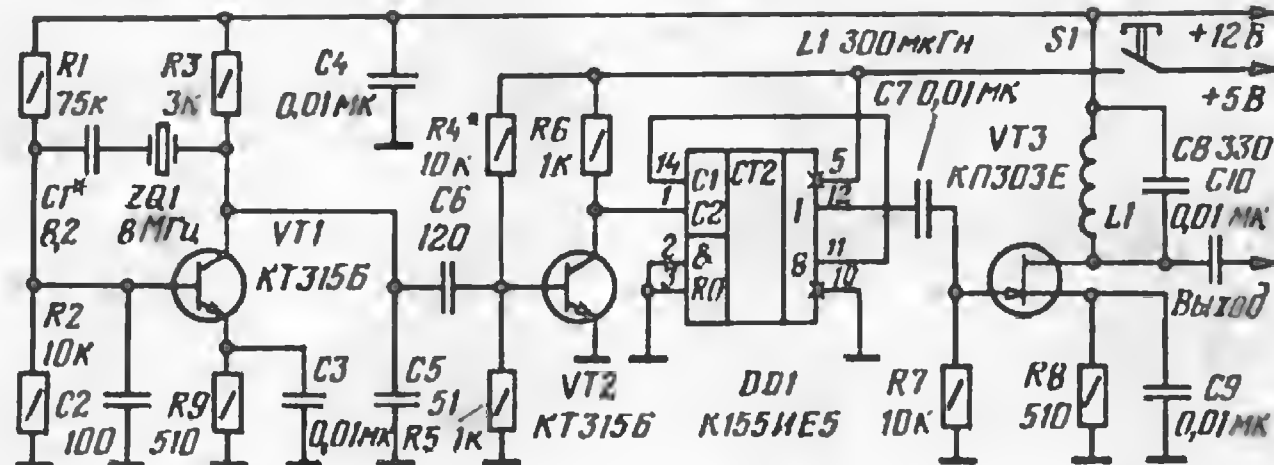 R1
75к
R3
3к
C4
0,01мк
L1 300мкГн
S1
+12В
+5В
C1*
8,2
ZQ1
8МГц
VT1
КТ315Б
R4*
10к
C6
120
R6
1к
14
1
2
3
C1
C2
&
R0
CT2
1
8
5
12
11
10
C7 0,01мк
VT3
КП303Е
C8 330
C10
0,01 мк
L1
Выход
R2
10к
C2
100
R9
510
C3
0,01мк
C5
51
R5 1к
VT2
КТ315Б
DD1
К155ИЕ5
R7
10к
R8
510
C9
0,01мк